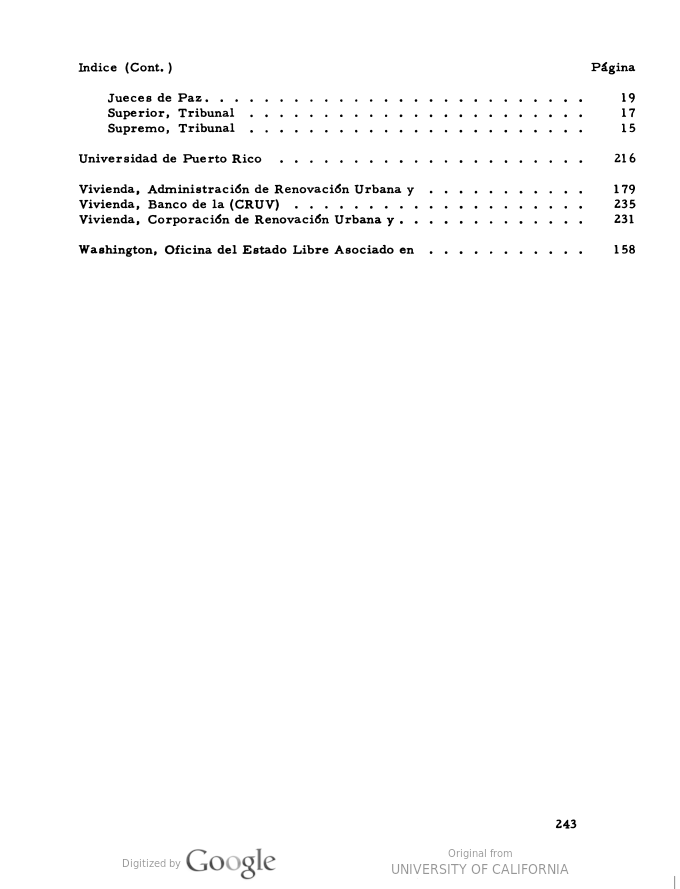 Indice (Cont.) Página
Jueces de Paz. . . . . . . . . . . . . . . . . . . . . . . . . . 19
Superior, Tribunal . . . . . . . . . . . . . . . . . . . . . . . 17
Supremo, Tribunal . . . . . . . . . . . . . . . . . . . . . . . 15
Universidad de Puerto Rico . . . . . . . . . . . . . . . . . . . . . 216
Vivienda, Administración de Renovación Urbana y . . . . . . . . . . . 179
Vivienda, Banco de la (CRUV) . . . . . . . . . . . . . . . . . . . . 235
Vivienda, Corporación de Renovación Urbana y . . . . . . . . . . . . . 231
Washington, Oficina del Estado Libre Asociado en . . . . . . . . . . . 158
243
Digitized by Google
Original from
UNIVERSITY OF CALIFORNIA